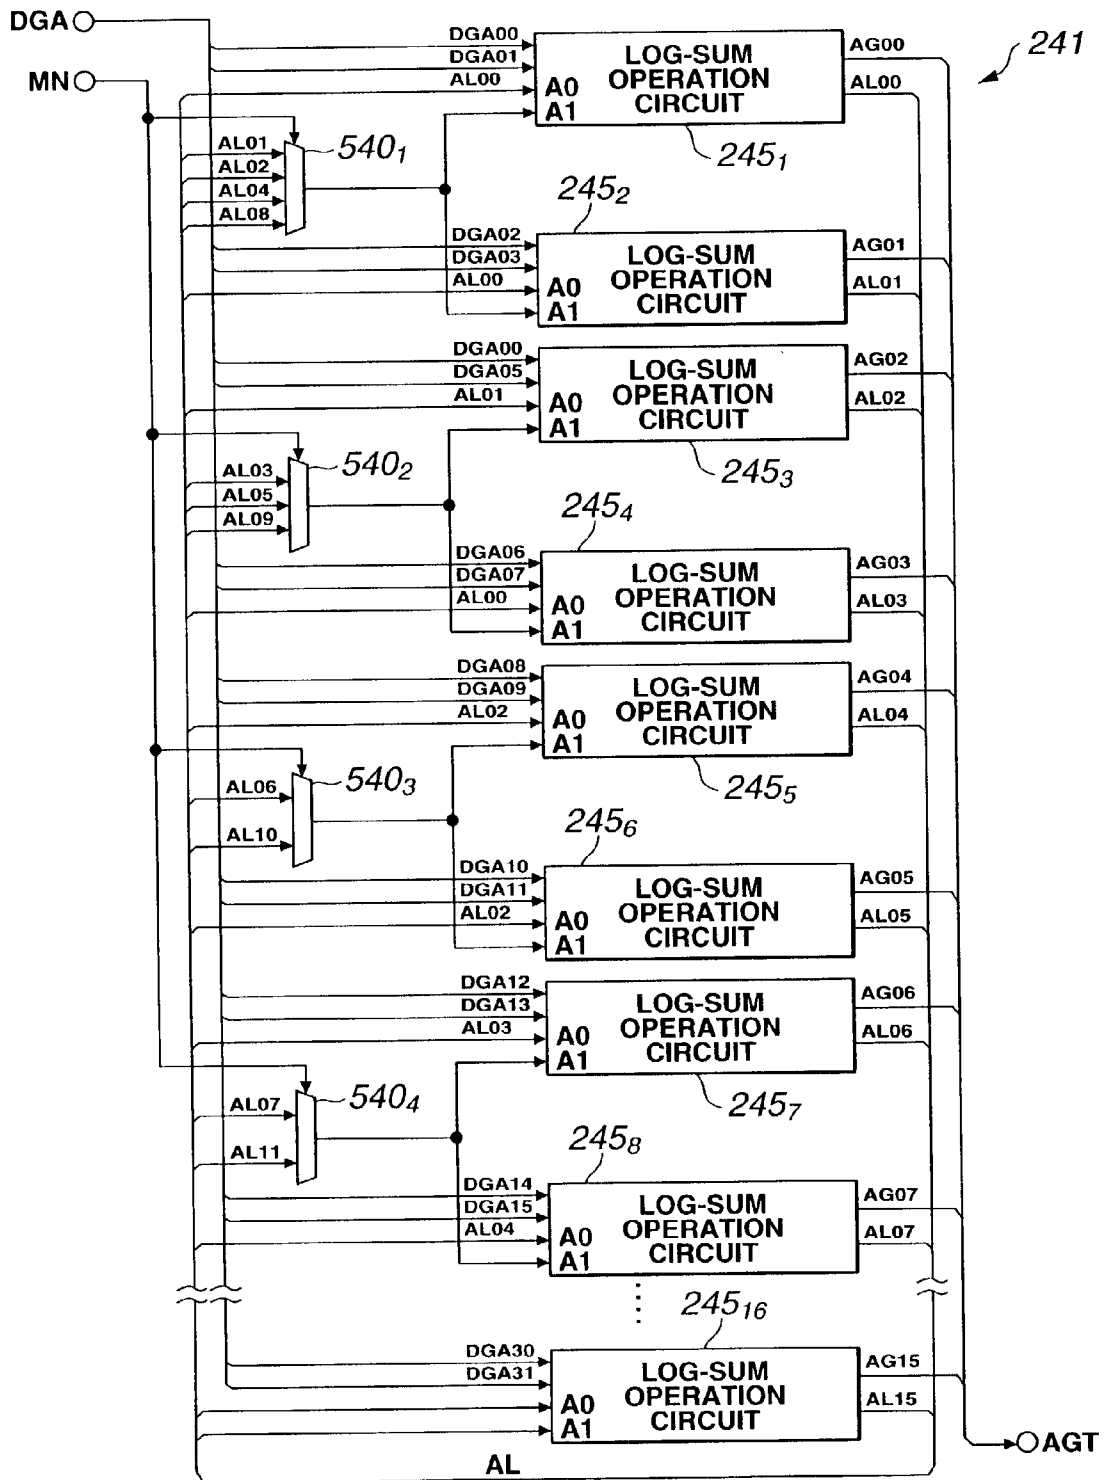 DGA
MN
241
DGA00
DGA01
AL00
A0
A1
LOG-SUM
OPERATION
CIRCUIT
AG00
AL00
245₁
AL01
AL02
AL04
AL08
540₁
245₂
DGA02
DGA03
AL00
A0
A1
LOG-SUM
OPERATION
CIRCUIT
AG01
AL01
DGA00
DGA05
AL01
A0
A1
LOG-SUM
OPERATION
CIRCUIT
AG02
AL02
245₃
AL03
AL05
AL09
540₂
245₄
DGA06
DGA07
AL00
A0
A1
LOG-SUM
OPERATION
CIRCUIT
AG03
AL03
DGA08
DGA09
AL02
A0
A1
LOG-SUM
OPERATION
CIRCUIT
AG04
AL04
245₅
AL06
AL10
540₃
245₆
DGA10
DGA11
AL02
A0
A1
LOG-SUM
OPERATION
CIRCUIT
AG05
AL05
DGA12
DGA13
AL03
A0
A1
LOG-SUM
OPERATION
CIRCUIT
AG06
AL06
245₇
AL07
AL11
540₄
245₈
DGA14
DGA15
AL04
A0
A1
LOG-SUM
OPERATION
CIRCUIT
AG07
AL07
245₁₆
DGA30
DGA31
A0
A1
LOG-SUM
OPERATION
CIRCUIT
AG15
AL15
AL
AGT